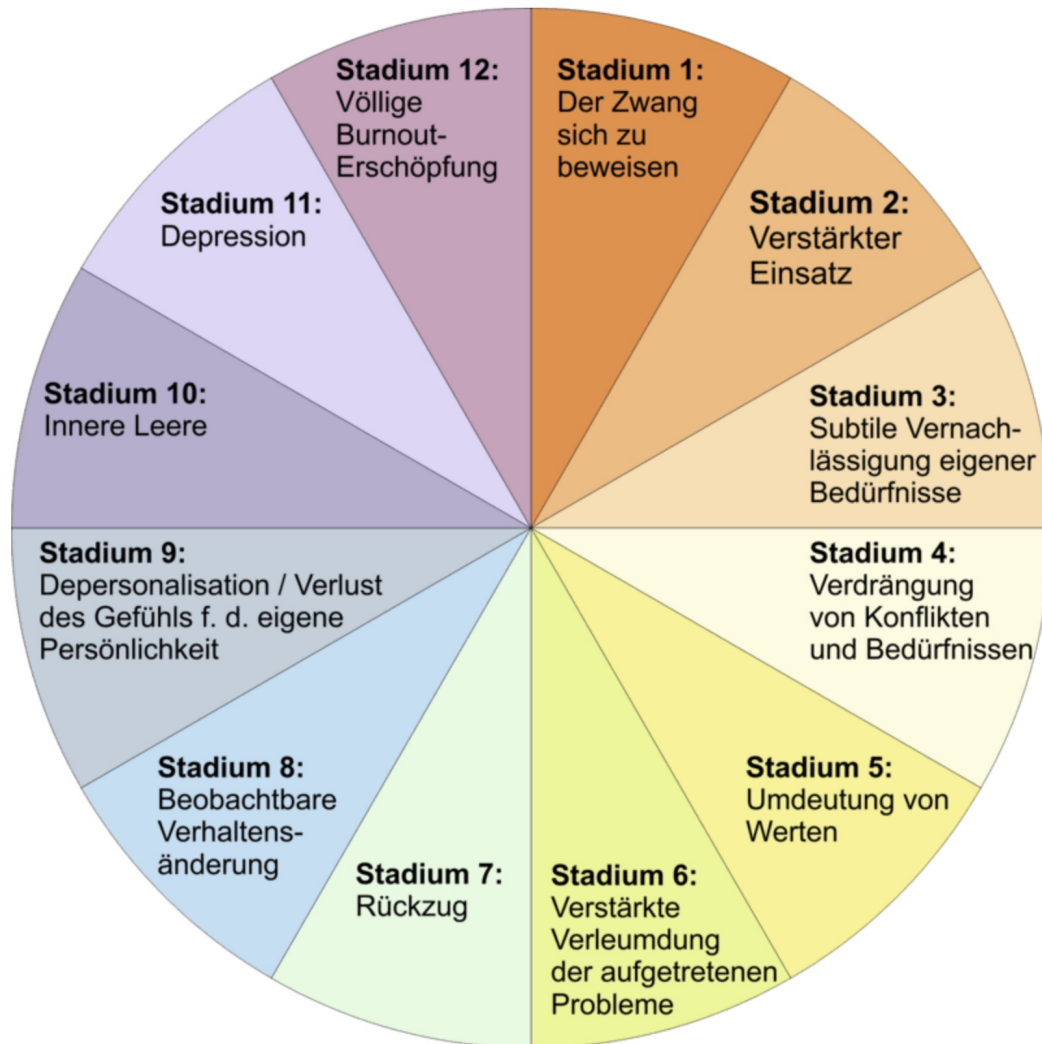 Stadium 1:
Der Zwang
sich zu
beweisen
Stadium 2:
Verstärkter
Einsatz
Stadium 3:
Subtile Vernach-
lässigung eigener
Bedürfnisse
Stadium 4:
Verdrängung
von Konflikten
und Bedürfnissen
Stadium 5:
Umdeutung von
Werten
Stadium 6:
Verstärkte
Verleumdung
der aufgetretenen
Probleme
Stadium 7:
Rückzug
Stadium 8:
Beobachtbare
Verhaltens-
änderung
Stadium 9:
Depersonalisation / Verlust
des Gefühls f. d. eigene
Persönlichkeit
Stadium 10:
Innere Leere
Stadium 11:
Depression
Stadium 12:
Völlige
Burnout-
Erschöpfung